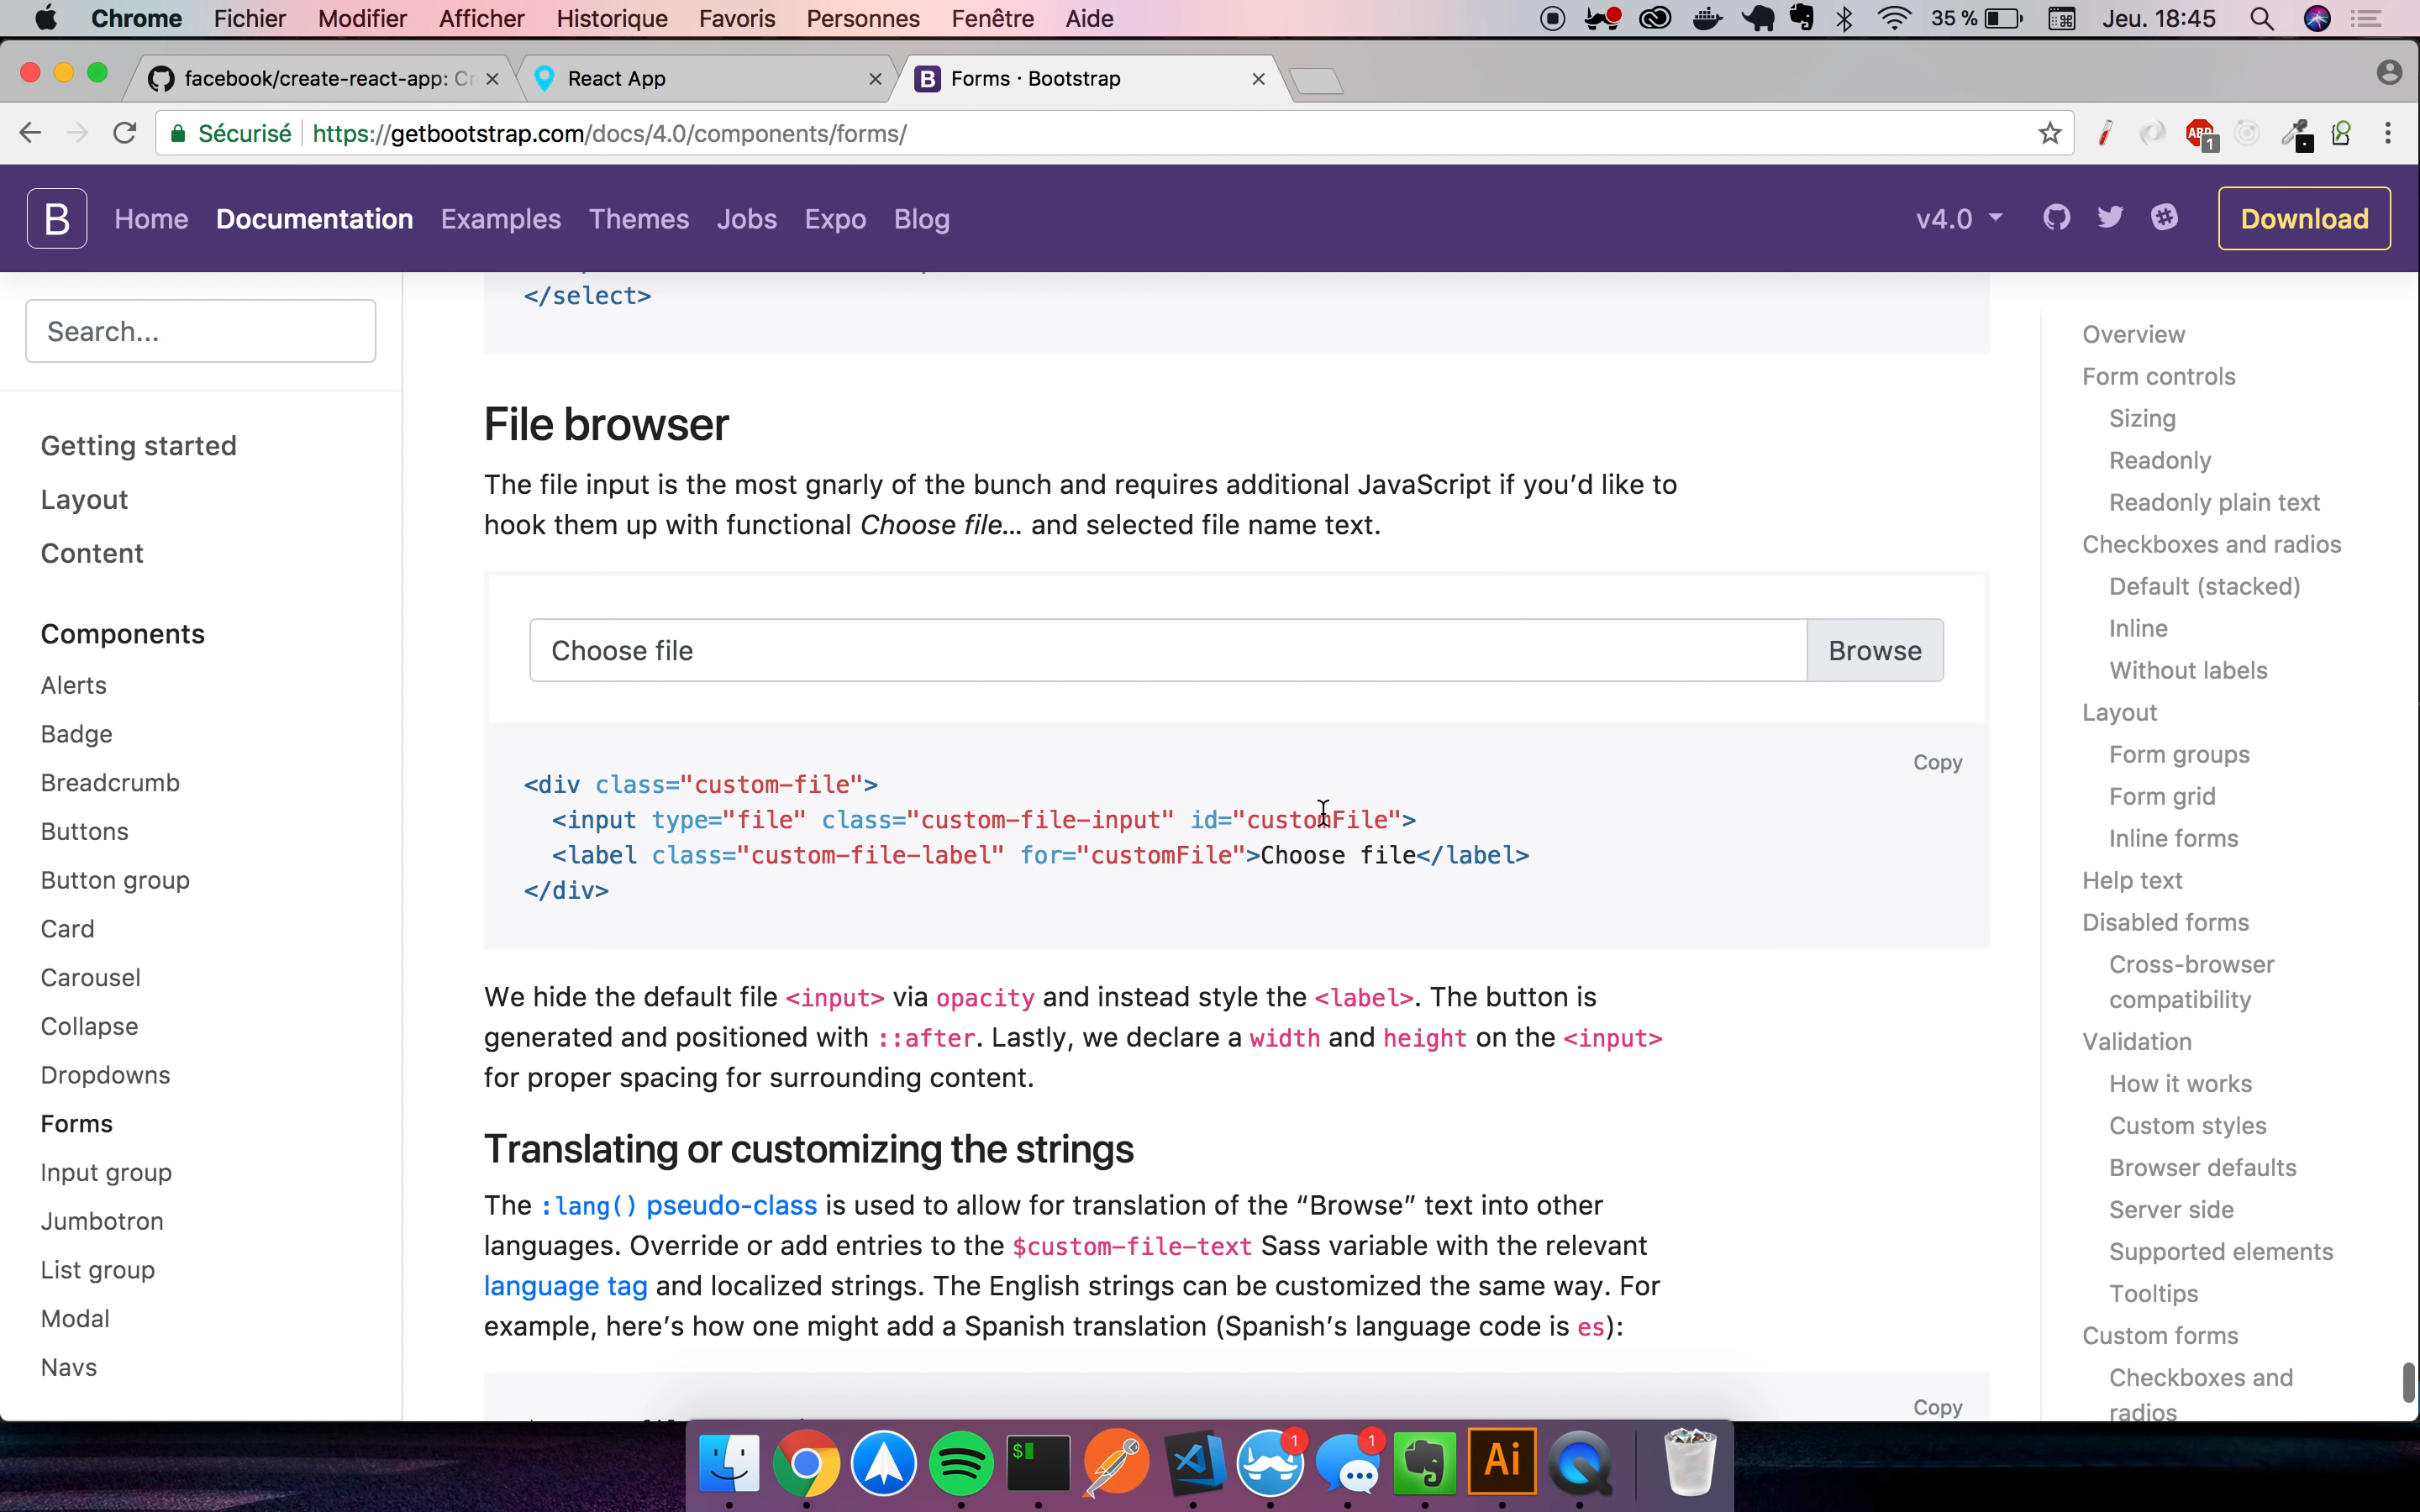 Chrome Fichier Modifier Afficher Historique Favoris Personnes Fenêtre Aide 35 % Jeu. 18:45
facebook/create-react-app: Cr React App B Forms · Bootstrap
Sécurisé https://getbootstrap.com/docs/4.0/components/forms/ ABP 1
B Home Documentation Examples Themes Jobs Expo Blog v4.0 Download
Search...
Getting started
Layout
Content
Components
Alerts
Badge
Breadcrumb
Buttons
Button group
Card
Carousel
Collapse
Dropdowns
Forms
Input group
Jumbotron
List group
Modal
Navs
</select>
File browser
The file input is the most gnarly of the bunch and requires additional JavaScript if you’d like to
hook them up with functional Choose file... and selected file name text.
Choose file Browse
Copy
<div class="custom-file">
<input type="file" class="custom-file-input" id="customFile">
<label class="custom-file-label" for="customFile">Choose file</label>
</div>
We hide the default file <input> via opacity and instead style the <label>. The button is
generated and positioned with ::after. Lastly, we declare a width and height on the <input>
for proper spacing for surrounding content.
Translating or customizing the strings
The :lang() pseudo-class is used to allow for translation of the “Browse” text into other
languages. Override or add entries to the $custom-file-text Sass variable with the relevant
language tag and localized strings. The English strings can be customized the same way. For
example, here’s how one might add a Spanish translation (Spanish’s language code is es):
Copy
Overview
Form controls
Sizing
Readonly
Readonly plain text
Checkboxes and radios
Default (stacked)
Inline
Without labels
Layout
Form groups
Form grid
Inline forms
Help text
Disabled forms
Cross-browser
compatibility
Validation
How it works
Custom styles
Browser defaults
Server side
Supported elements
Tooltips
Custom forms
Checkboxes and
radios
$ 1 1 Ai